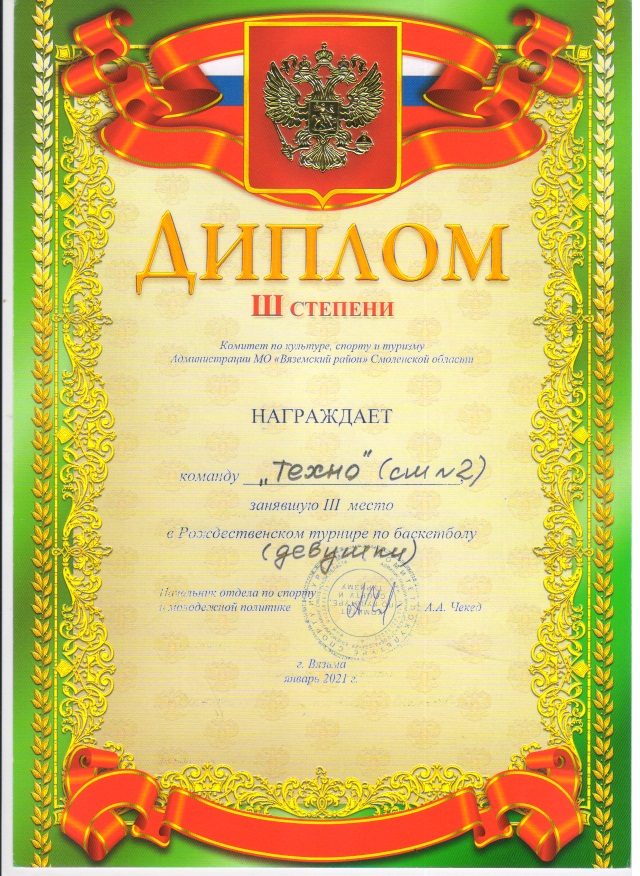 ДИПЛОМ
III СТЕПЕНИ
Комитет по культуре, спорту и туризму
Администрации МО «Вяземский район» Смоленской области
НАГРАЖДАЕТ
команду „Техно" (сш №2)
занявшую III место
в Рождественском турнире по баскетболу
(девушки)
Начальник отдела по спорту
и молодежной политике А.А. Чекед
г. Вязьма
январь 2021 г.